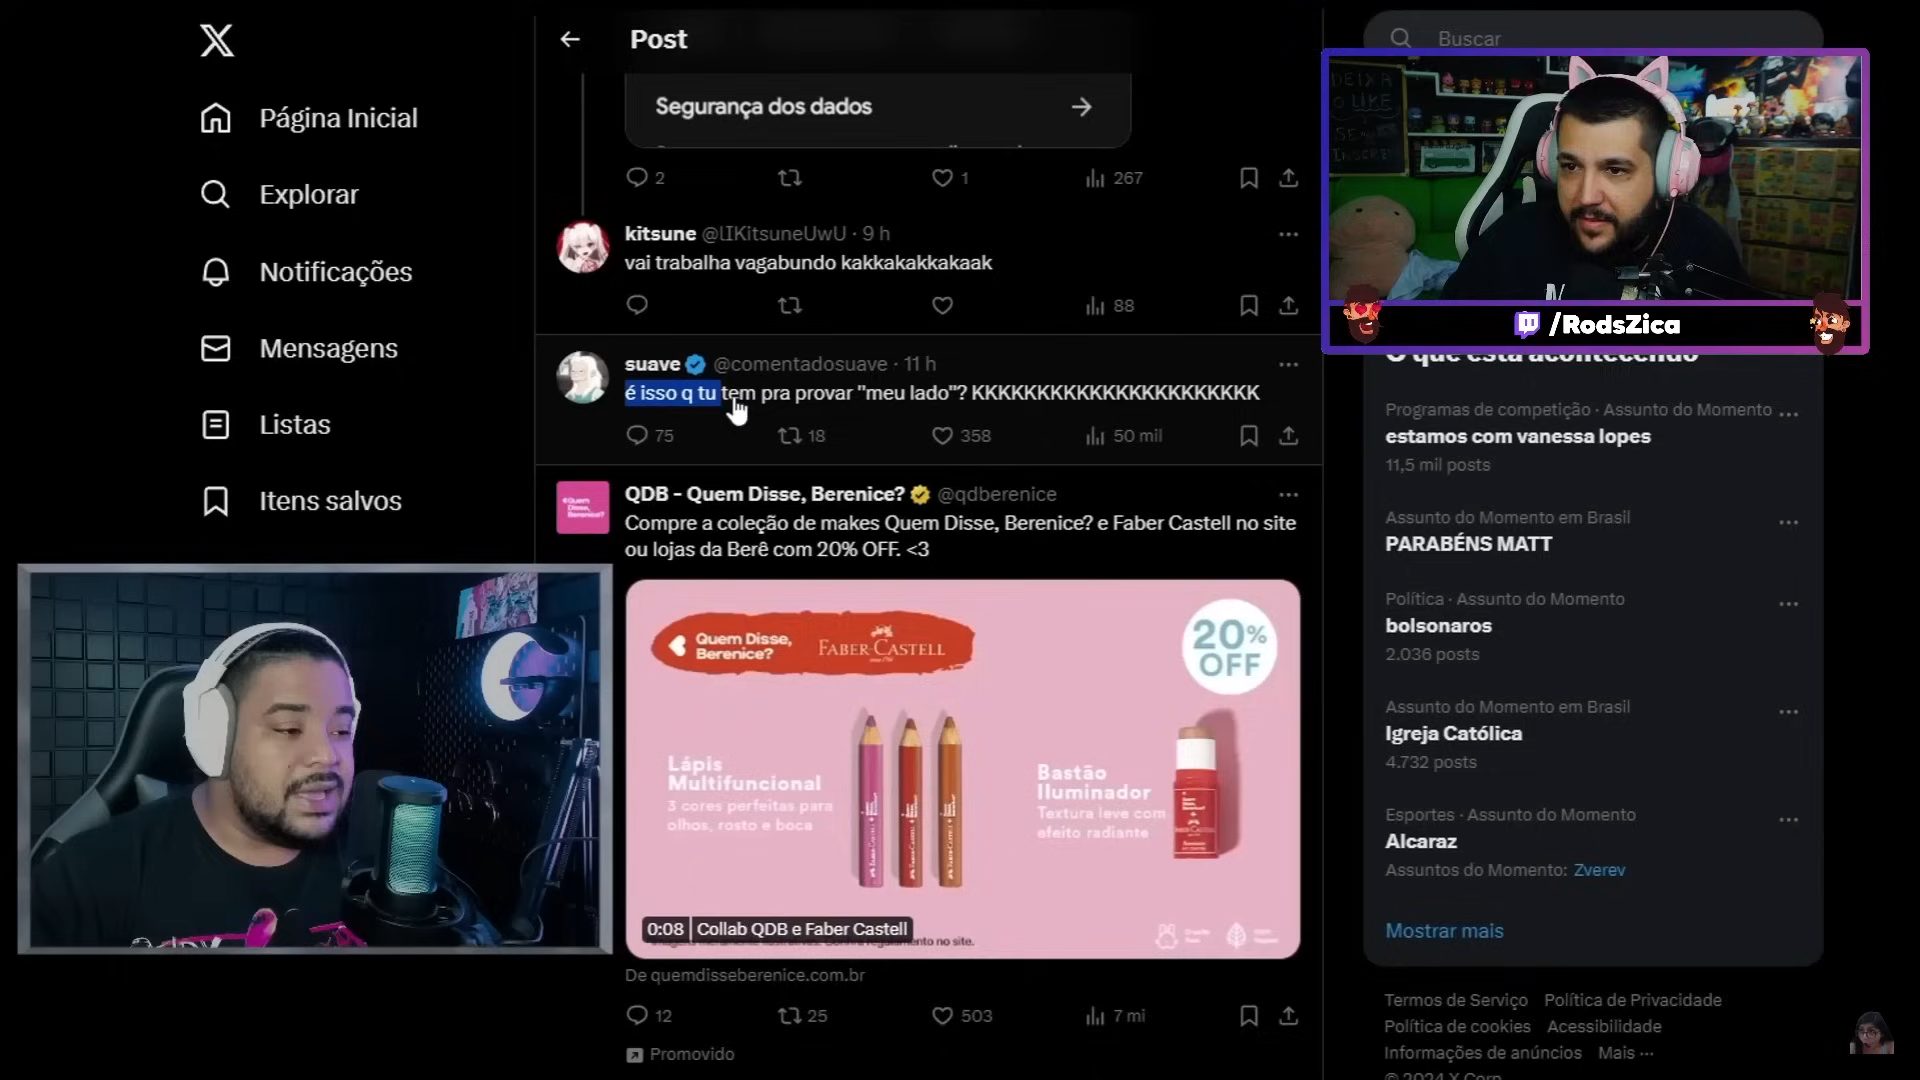 Página Inicial
Explorar
Notificações
Mensagens
Listas
Itens salvos
Post
Segurança dos dados
2
1
267
kitsune @LIKitsuneUwU · 9 h
vai trabalha vagabundo kakkakakkakaak
88
suave @comentadosuave · 11 h
é isso q tu tem pra provar "meu lado"? KKKKKKKKKKKKKKKKKKKKKK
75
18
358
50 mil
QDB - Quem Disse, Berenice? @qdberenice
Compre a coleção de makes Quem Disse, Berenice? e Faber Castell no site
ou lojas da Berê com 20% OFF. <3
Quem Disse,
Berenice?
FABER-CASTELL
20%
OFF
Lápis
Multifuncional
3 cores perfeitas para
olhos, rosto e boca
Bastão
Iluminador
Textura leve com
efeito radiante
0:08 Collab QDB e Faber Castell
no site.
De quemdisseberenice.com.br
12
25
503
7 mi
Promovido
Buscar
DEIXA
O LIKE
SE
INSCRE
/RodsZica
O que está acontecendo
Programas de competição · Assunto do Momento
estamos com vanessa lopes
11,5 mil posts
Assunto do Momento em Brasil
PARABÉNS MATT
Política · Assunto do Momento
bolsonaros
2.036 posts
Assunto do Momento em Brasil
Igreja Católica
4.732 posts
Esportes · Assunto do Momento
Alcaraz
Assuntos do Momento: Zverev
Mostrar mais
Termos de Serviço Política de Privacidade
Política de cookies Acessibilidade
Informações de anúncios Mais ···
© 2024 X Corp.